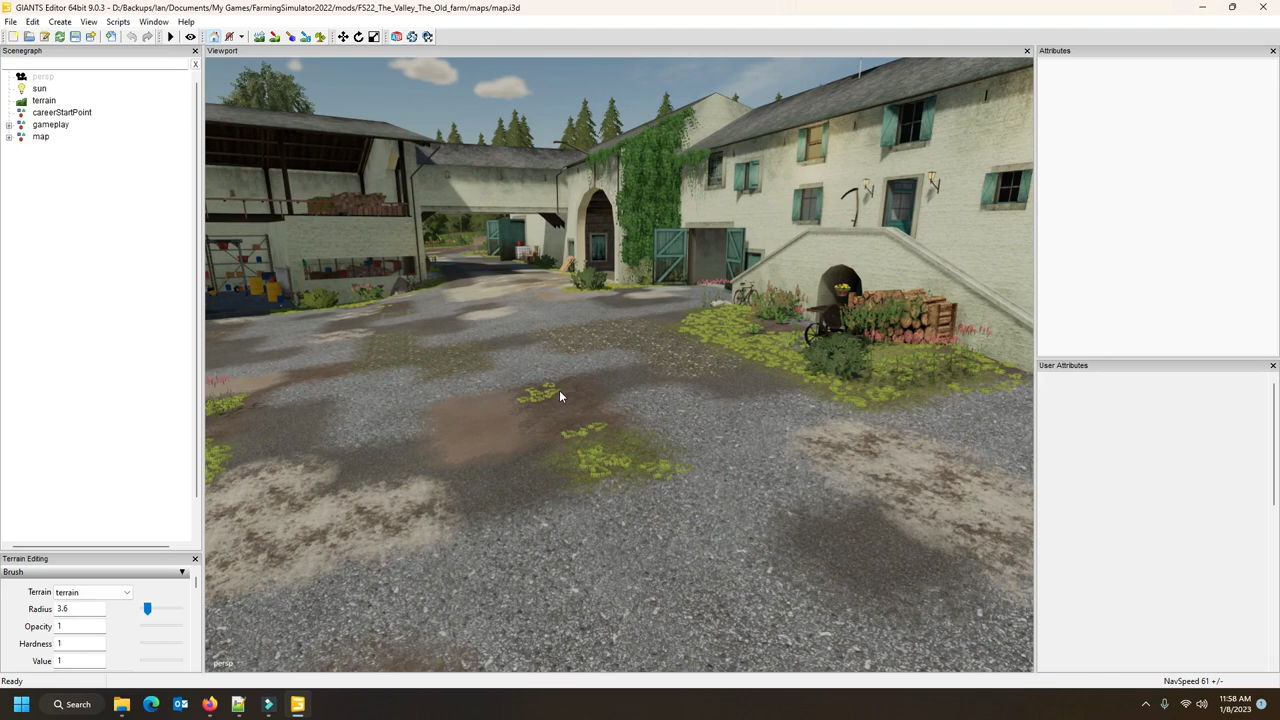 GIANTS Editor 64bit 9.0.3 - D:/Backups/Ian/Documents/My Games/FarmingSimulator2022/mods/FS22_The_Valley_The_Old_farm/maps/map.i3d
File Edit Create View Scripts Window Help
Scenegraph
X
persp
sun
terrain
careerStartPoint
gameplay
map
Viewport
persp
Attributes
User Attributes
Terrain Editing
Brush
Terrain terrain
Radius 3.6
Opacity 1
Hardness 1
Value 1
Ready
NavSpeed 61 +/-
Search
11:58 AM
1/8/2023